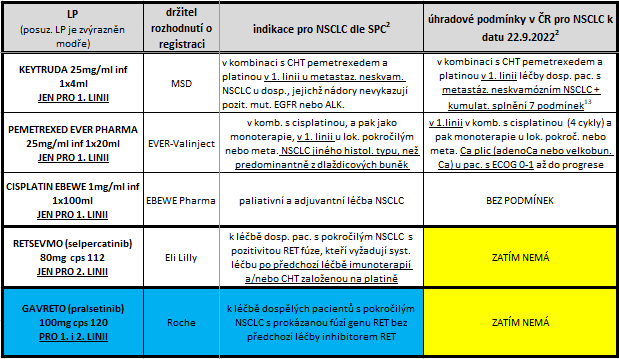 LP
(posuz. LP je zvýrazněn
modře)
držitel
rozhodnutí o
registraci
indikace pro NSCLC dle SPC2
úhradové podmínky v ČR pro NSCLC k
datu 22.9.20222
KEYTRUDA 25mg/ml inf
1x4ml
JEN PRO 1. LINII
MSD
v kombinaci s CHT pemetrexedem a
platinou v 1. linii u metastaz. neskvam.
NSCLC u dosp., jejichž nádory nevykazují
pozit. mut. EGFR nebo ALK.
v kombinaci s CHT pemetrexedem a
platinou v 1. linii léčby dosp. pac. s
metastáz. neskvamózním NSCLC +
kumulat. splnění 7 podmínek13
PEMETREXED EVER PHARMA
25mg/ml inf 1x20ml
JEN PRO 1. LINII
EVER-Valinject
v komb. s cisplatinou, a pak jako
monoterapie, v 1. linii u lok. pokročilým
nebo meta. NSCLC jiného histol. typu, než
predominantně z dlaždicových buněk
v 1.linii v komb. s cisplatinou (4 cykly) a
pak monoterapie u lok. pokroč. nebo
meta. Ca plic (adenoCa nebo velkobun.
Ca) u pac. s ECOG 0-1 až do progrese
CISPLATIN EBEWE 1mg/ml inf
1x100ml
JEN PRO 1. LINII
EBEWE Pharma
paliativní a adjuvantní léčba NSCLC
BEZ PODMÍNEK
RETSEVMO (selpercatinib)
80mg cps 112
JEN PRO 2. LINII
Eli Lilly
k léčbě dosp. pac. s pokročilým NSCLC s
pozitivitou RET fúze, kteří vyžadují syst.
léčbu po předchozí léčbě imunoterapií
a/nebo CHT založenou na platině
ZATÍM NEMÁ
GAVRETO (pralsetinib)
100mg cps 120
PRO 1. i 2. LINII
Roche
k léčbě dospělých pacientů s pokročilým
NSCLC s prokázanou fúzí genu RET bez
předchozí léčby inhibitorem RET
ZATÍM NEMÁ